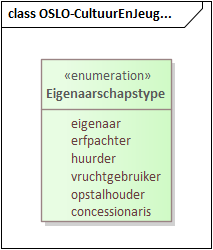 class OSLO-CultuurEnJeug...
«enumeration»
Eigenaarschapstype
eigenaar
erfpachter
huurder
vruchtgebruiker
opstalhouder
concessionaris